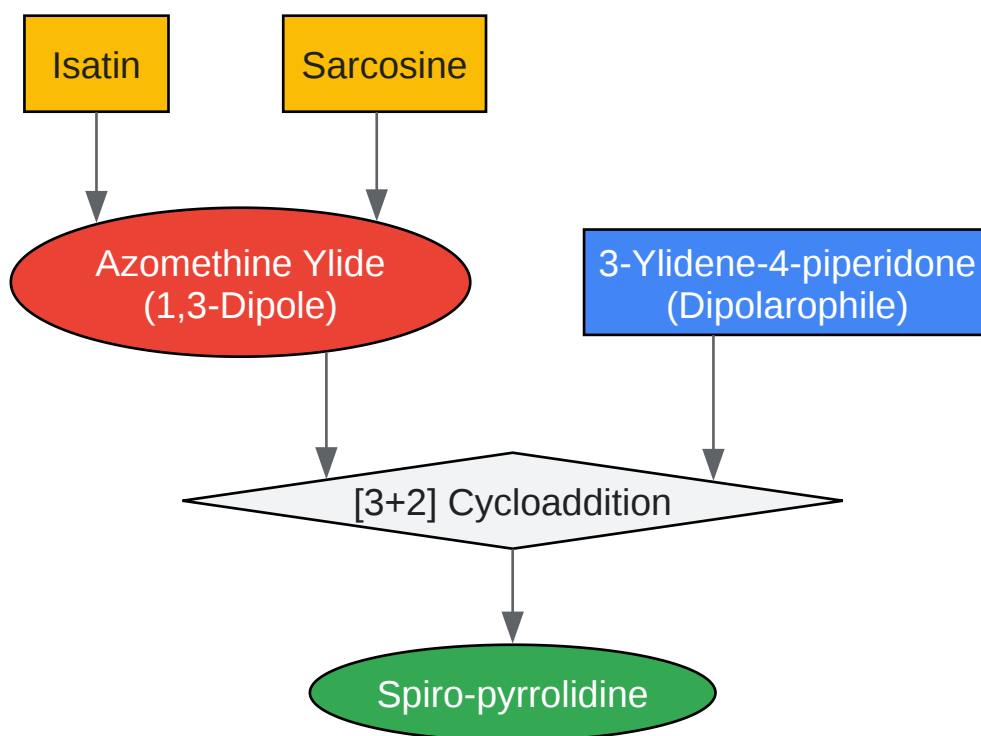 Isatin
Sarcosine
Azomethine Ylide
(1,3-Dipole)
3-Ylidene-4-piperidone
(Dipolarophile)
[3+2] Cycloaddition
Spiro-pyrrolidine